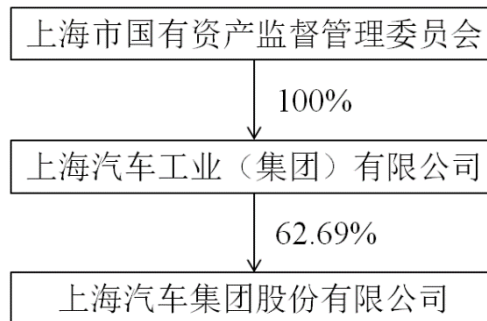 上海市国有资产监督管理委员会
100%
上海汽车工业（集团）有限公司
62.69%
上海汽车集团股份有限公司